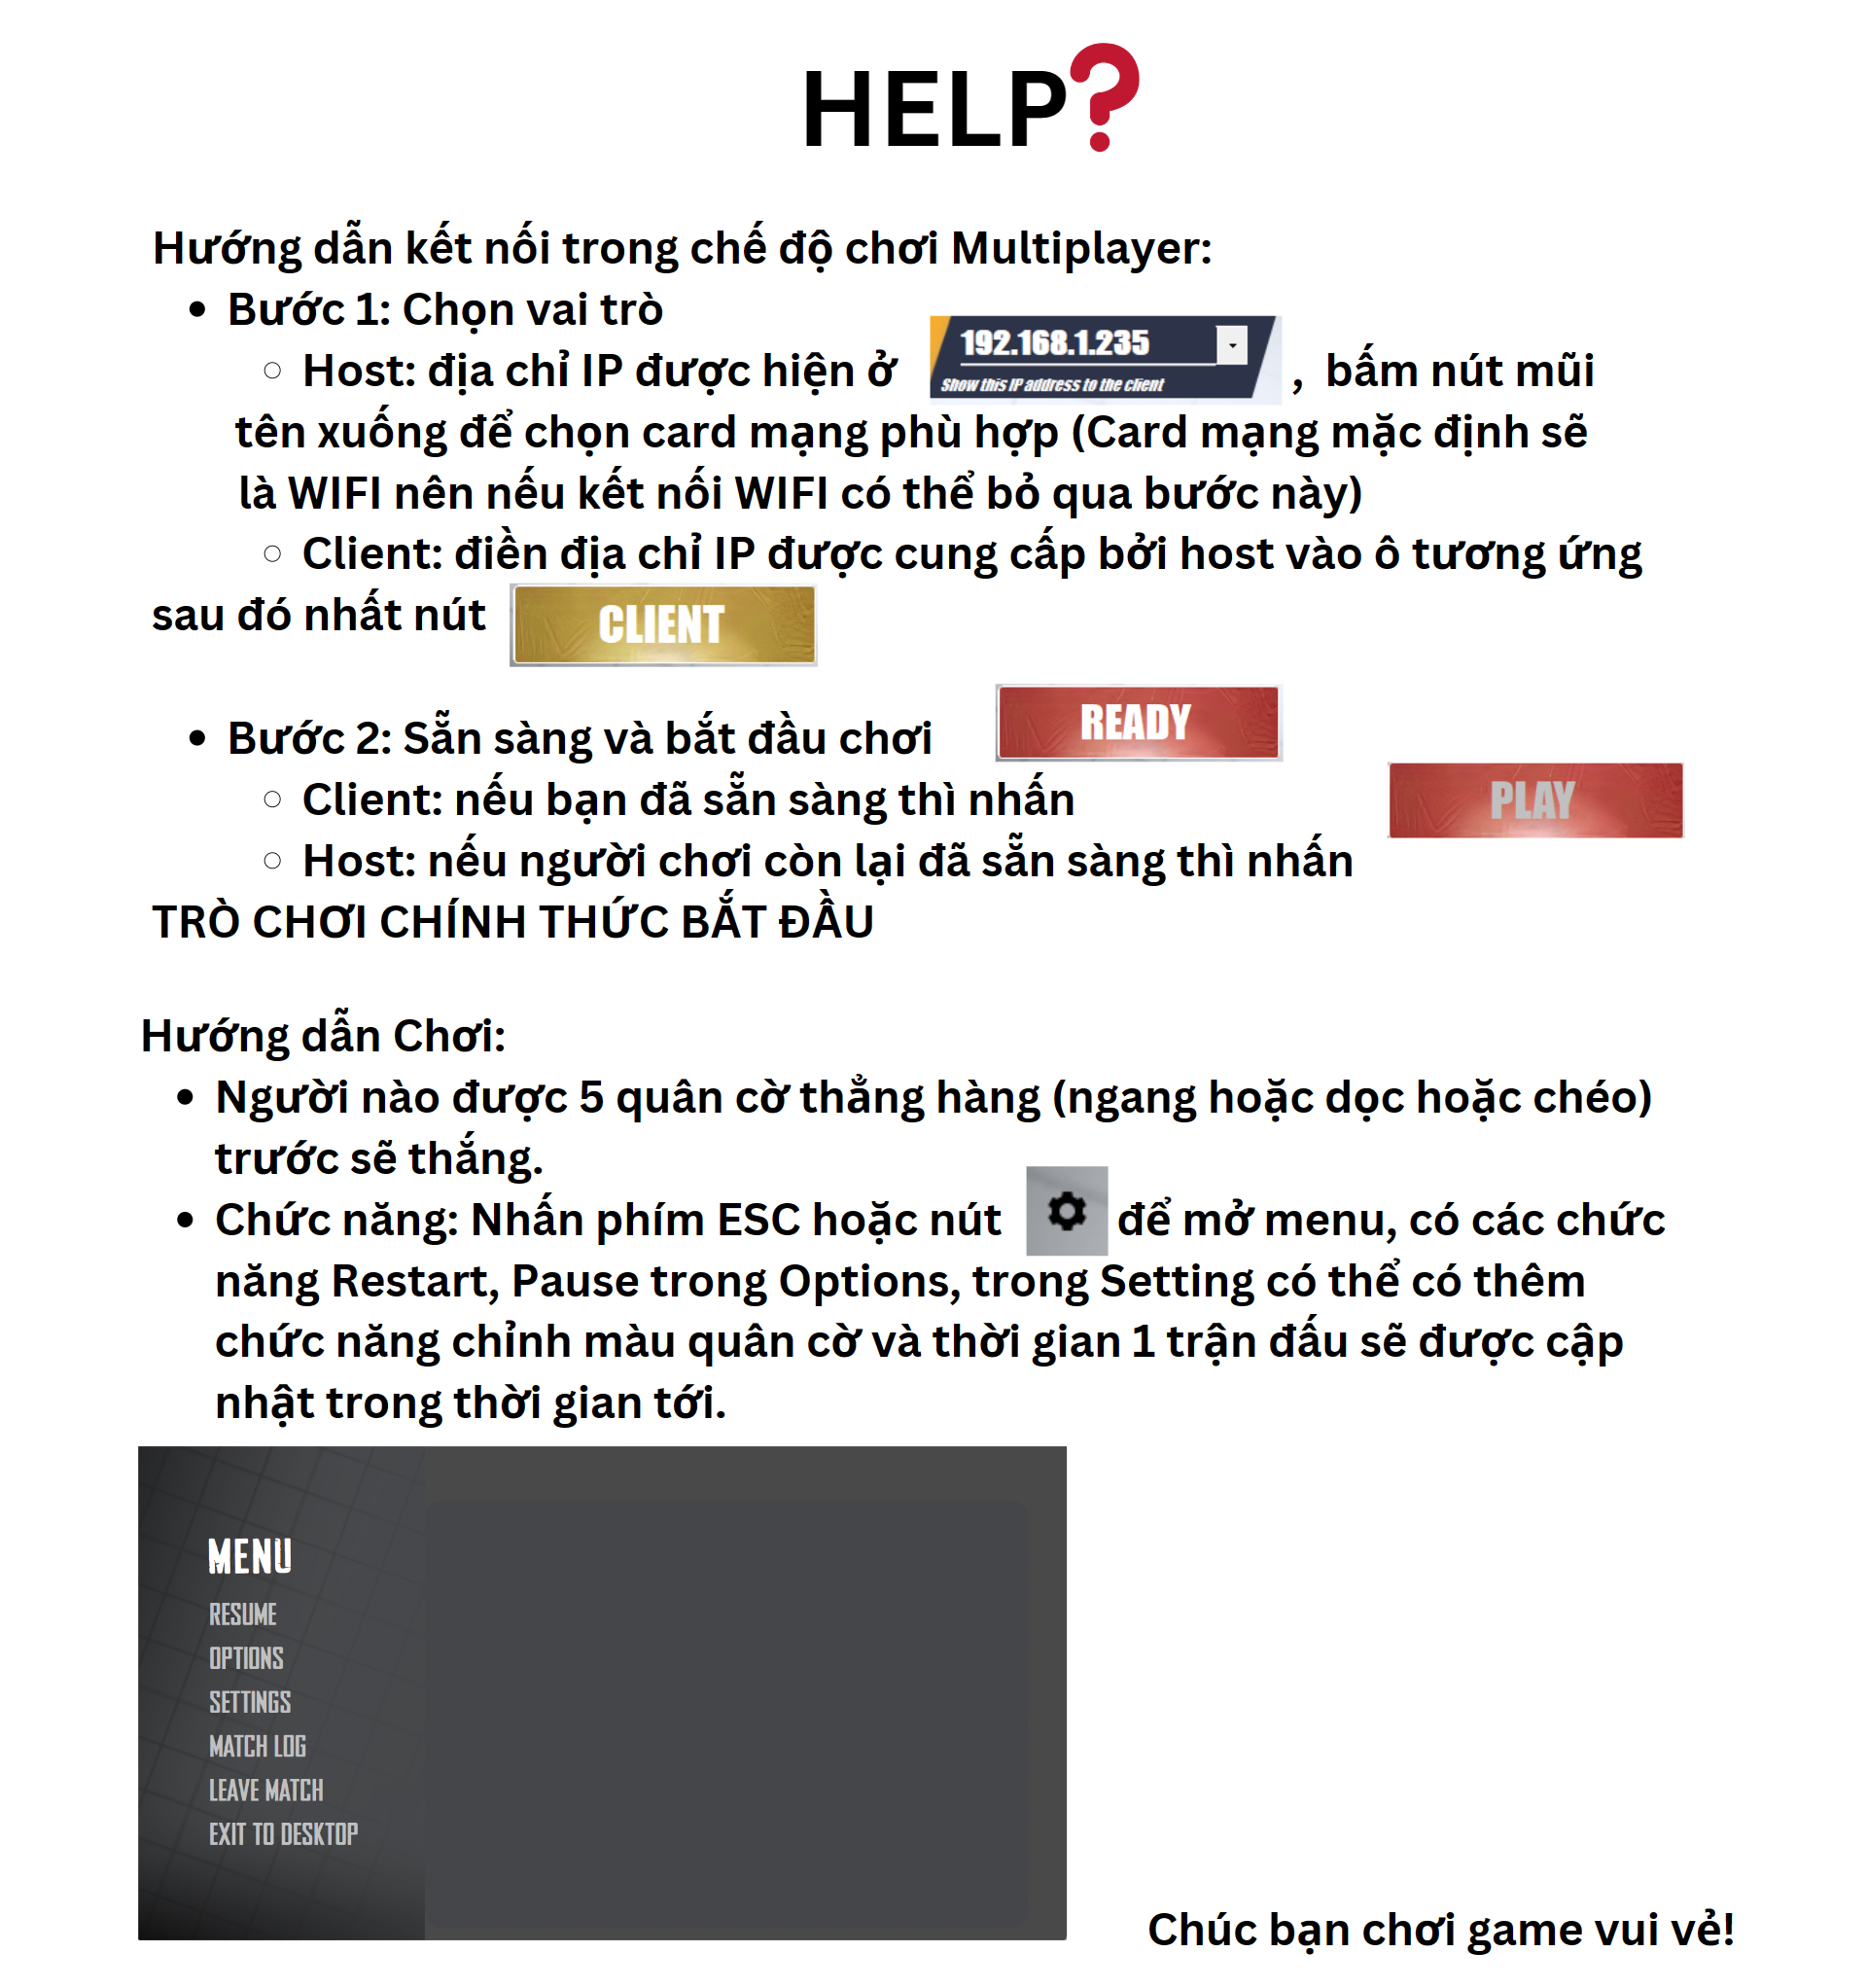 HELP?
Hướng dẫn kết nối trong chế độ chơi Multiplayer:
Bước 1: Chọn vai trò
Host: địa chỉ IP được hiện ở 192.168.1.235 , bấm nút mũi
Show this IP address to the client
tên xuống để chọn card mạng phù hợp (Card mạng mặc định sẽ
là WIFI nên nếu kết nối WIFI có thể bỏ qua bước này)
Client: điền địa chỉ IP được cung cấp bởi host vào ô tương ứng
sau đó nhất nút CLIENT
Bước 2: Sẵn sàng và bắt đầu chơi
READY
Client: nếu bạn đã sẵn sàng thì nhấn
PLAY
Host: nếu người chơi còn lại đã sẵn sàng thì nhấn
TRÒ CHƠI CHÍNH THỨC BẮT ĐẦU
Hướng dẫn Chơi:
Người nào được 5 quân cờ thẳng hàng (ngang hoặc dọc hoặc chéo)
trước sẽ thắng.
Chức năng: Nhấn phím ESC hoặc nút để mở menu, có các chức
năng Restart, Pause trong Options, trong Setting có thể có thêm
chức năng chỉnh màu quân cờ và thời gian 1 trận đấu sẽ được cập
nhật trong thời gian tới.
MENU
RESUME
OPTIONS
SETTINGS
MATCH LOG
LEAVE MATCH
EXIT TO DESKTOP
Chúc bạn chơi game vui vẻ!